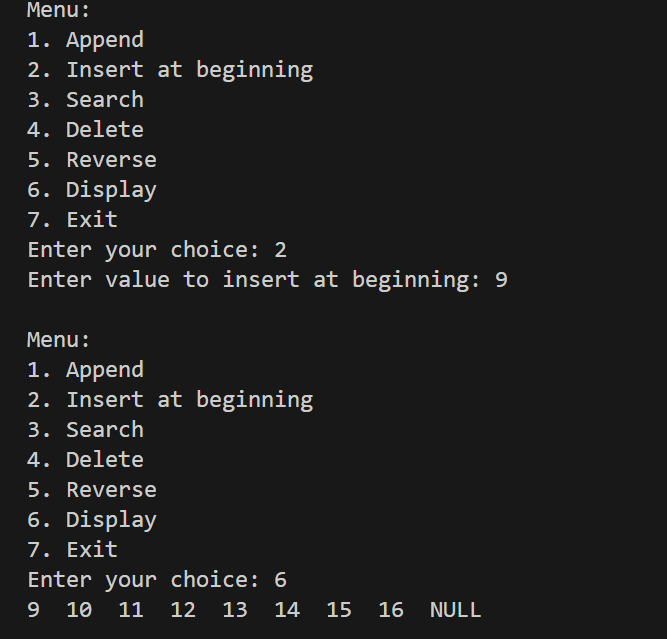 Menu:
1. Append
2. Insert at beginning
3. Search
4. Delete
5. Reverse
6. Display
7. Exit
Enter your choice: 2
Enter value to insert at beginning: 9

Menu:
1. Append
2. Insert at beginning
3. Search
4. Delete
5. Reverse
6. Display
7. Exit
Enter your choice: 6
9  10  11  12  13  14  15  16  NULL